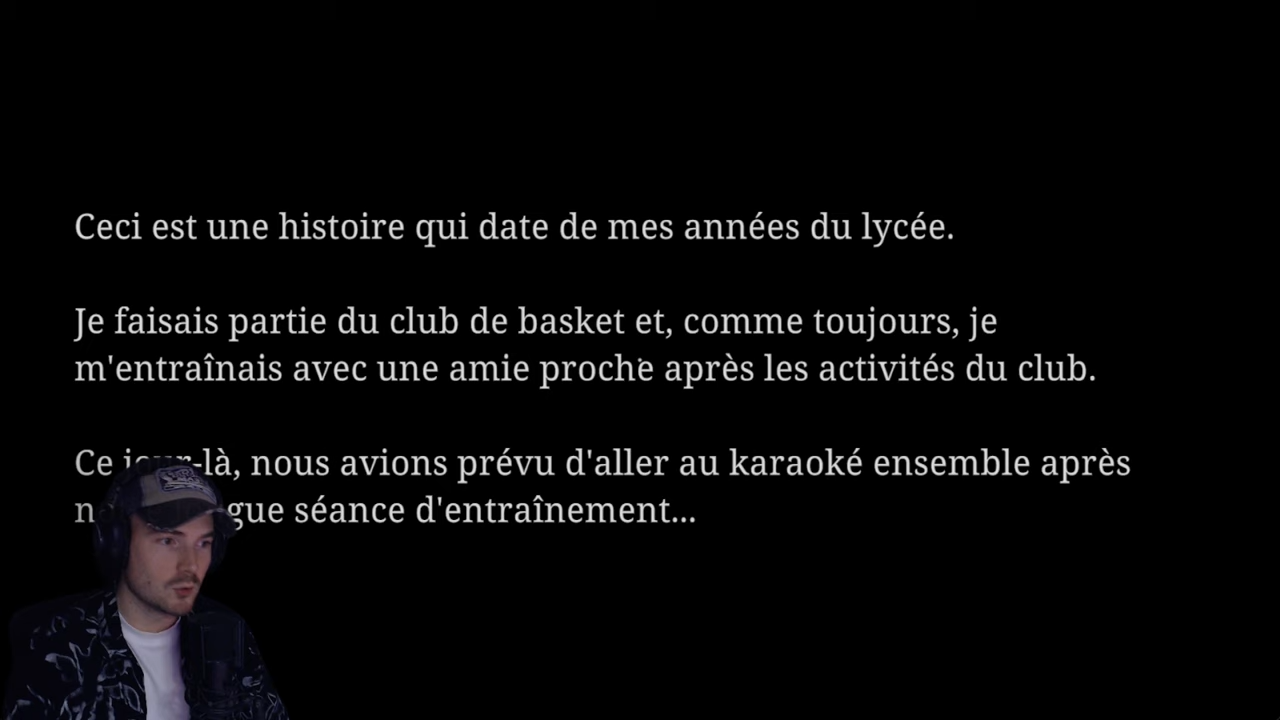 Ceci est une histoire qui date de mes années du lycée.
Je faisais partie du club de basket et, comme toujours, je
m'entraînais avec une amie proche après les activités du club.
Ce jour-là, nous avions prévu d'aller au karaoké ensemble après
séance d'entraînement...